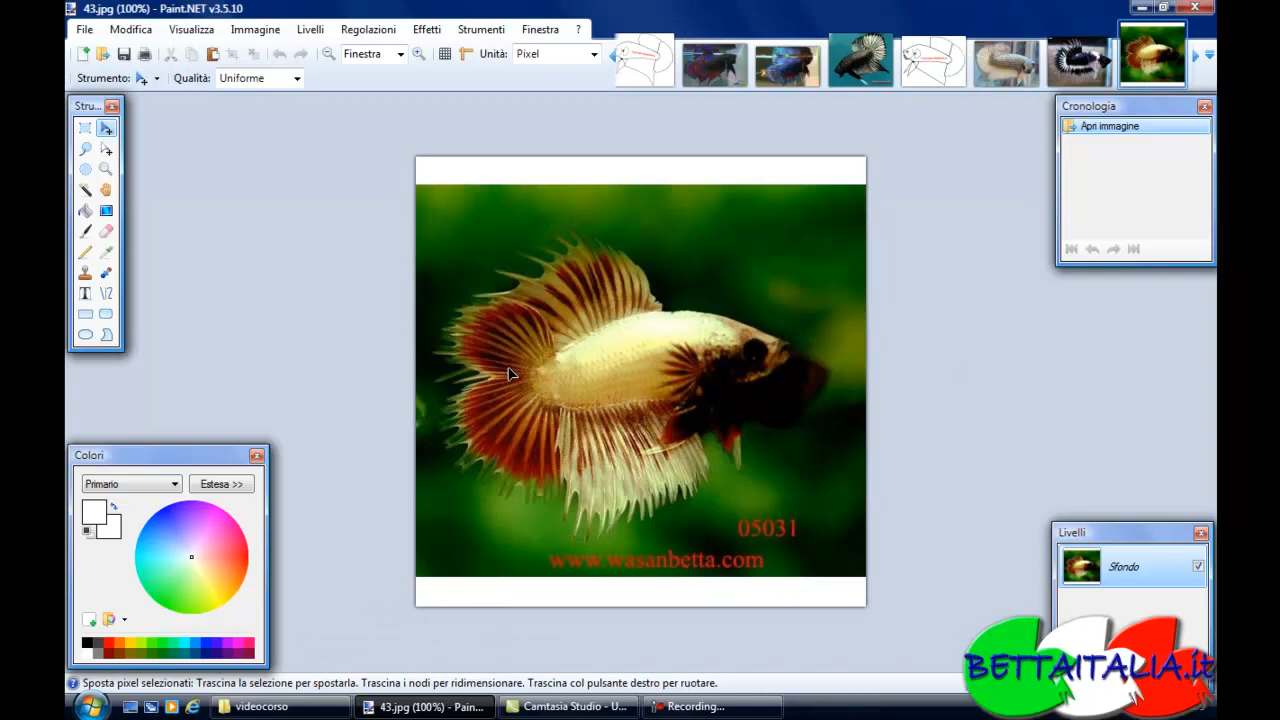 43.jpg (100%) - Paint.NET v3.5.10
File Modifica Visualizza Immagine Livelli Regolazioni Effetti Strumenti Finestra ?
Finestra Unità: Pixel
Strumento: Qualità: Uniforme
Stru...
Cronologia
Apri immagine
05031
www.wasanbetta.com
Colori
Primario Estesa >>
Livelli
Sfondo
BETTAITALIA.it
Sposta pixel selezionati: Trascina la selezione per spostarla. Trascina i nodi per ridimensionare. Trascina col pulsante destro per ruotare.
videocorso 43.jpg (100%) - Pain... Camtasia Studio - U... Recording...